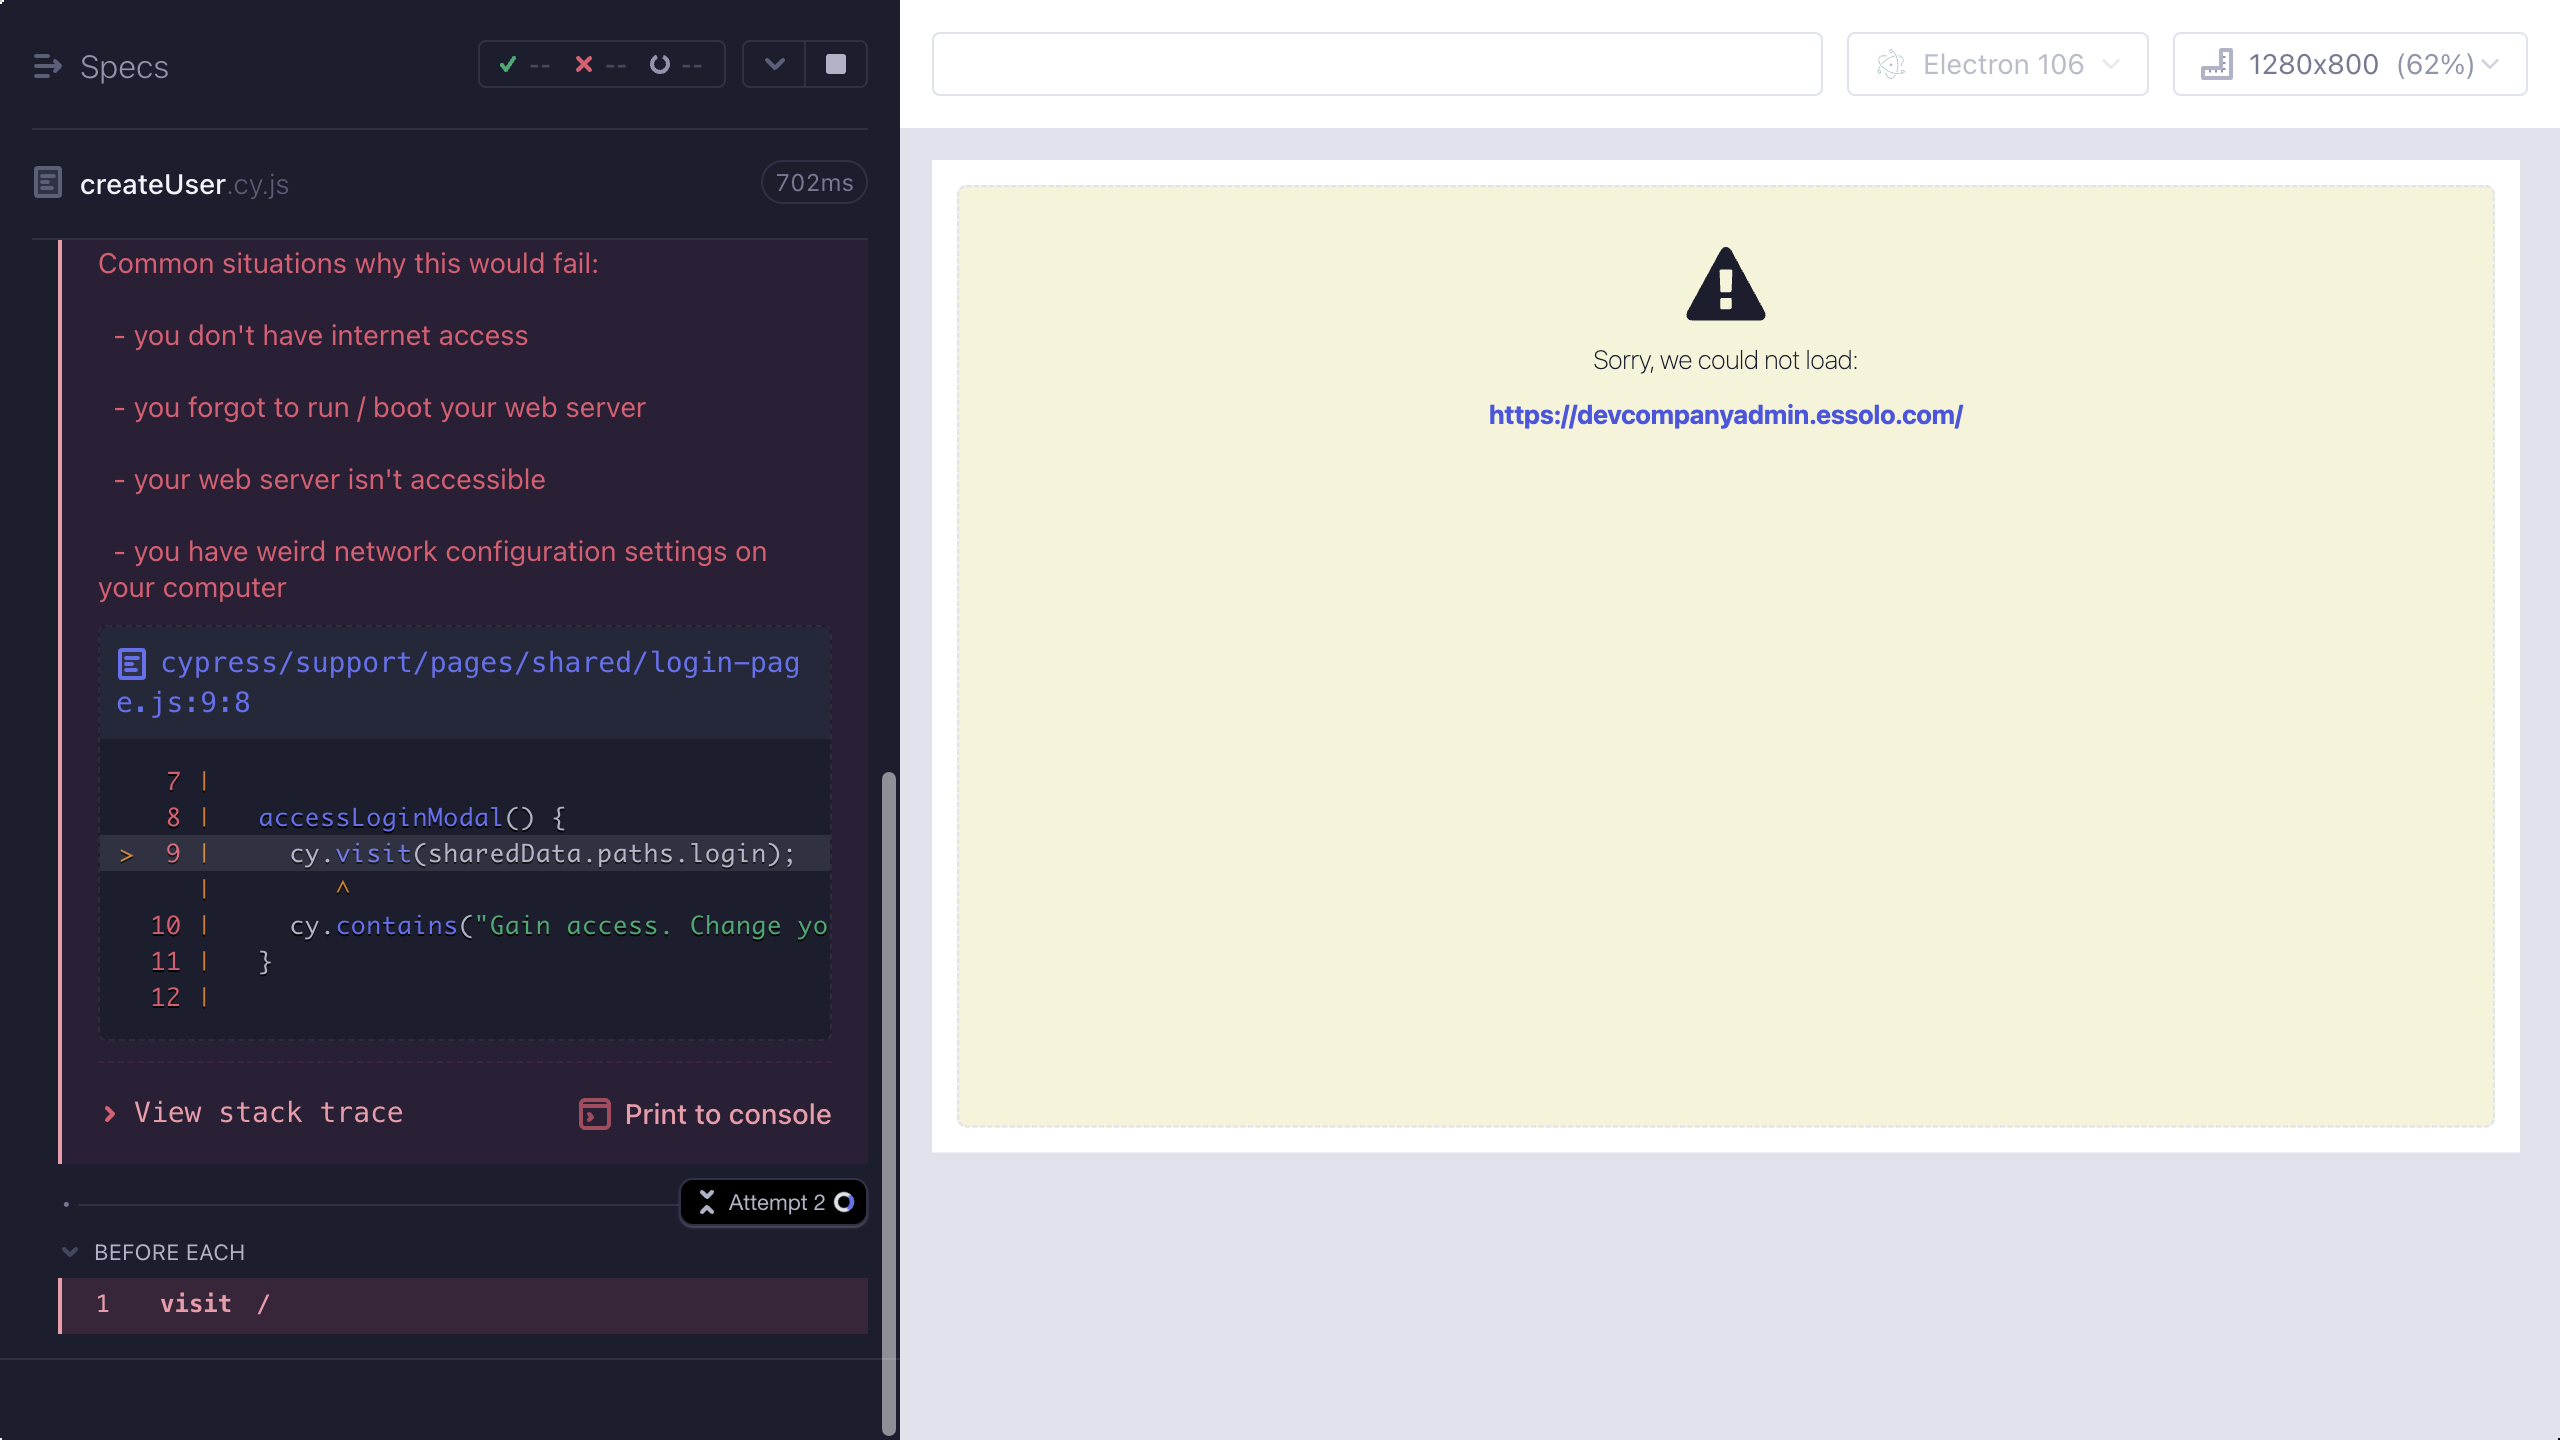 Specs
-- -- --
createUser.cy.js
702ms
Common situations why this would fail:
- you don't have internet access
- you forgot to run / boot your web server
- your web server isn't accessible
- you have weird network configuration settings on
your computer
cypress/support/pages/shared/login-pag
e.js:9:8
7 |
8 | accessLoginModal() {
> 9 | cy.visit(sharedData.paths.login);
| ^
10 | cy.contains("Gain access. Change yo
11 | }
12 |
View stack trace
Print to console
Attempt 2
BEFORE EACH
1 visit /
Electron 106
1280x800 (62%)
Sorry, we could not load:
https://devcompanyadmin.essolo.com/